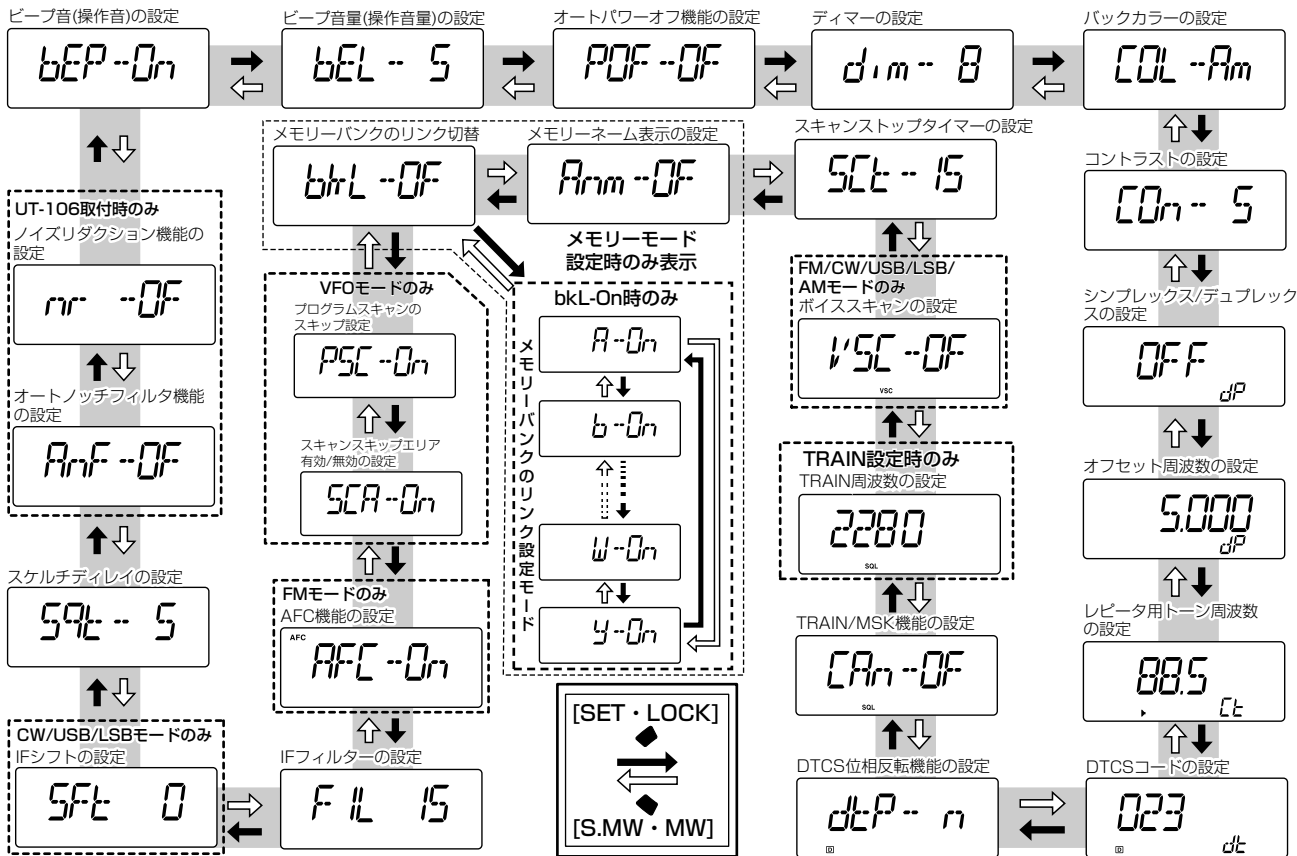 ビープ音(操作音)の設定
bEP-On
ビープ音量(操作音量)の設定
bEL-5
オートパワーオフ機能の設定
POF-OF
ディマーの設定
dim-8
バックカラーの設定
COL-Am
UT-106取付時のみ
ノイズリダクション機能の
設定
nr -OF
オートノッチフィルタ機能
の設定
AnF-OF
スケルチディレイの設定
Sqt-5
CW/USB/LSBモードのみ
IFシフトの設定
SFt 0
メモリーバンクのリンク切替
bkL-OF
メモリーネーム表示の設定
Anm-OF
メモリーモード
設定時のみ表示
VFOモードのみ
プログラムスキャンの
スキップ設定
PSC-On
スキャンスキップエリア
有効/無効の設定
SCA-On
FMモードのみ
AFC機能の設定
AFC
AFC-On
IFフィルターの設定
FIL 15
bkL-On時のみ
メモリーバンクのリンク設定モード
A-On
b-On
W-On
y-On
[SET・LOCK]
[S.MW・MW]
スキャンストップタイマーの設定
SCt-15
FM/CW/USB/LSB/
AMモードのみ
ボイススキャンの設定
VSC-OF
VSC
TRAIN設定時のみ
TRAIN周波数の設定
2280
SQL
TRAIN/MSK機能の設定
CAn-OF
SQL
DTCS位相反転機能の設定
dtP-n
D
コントラストの設定
COn-5
シンプレックス/デュプレック
スの設定
OFF
dP
オフセット周波数の設定
5.000
dP
レピータ用トーン周波数
の設定
88.5
Ct
DTCSコードの設定
023
D
dt